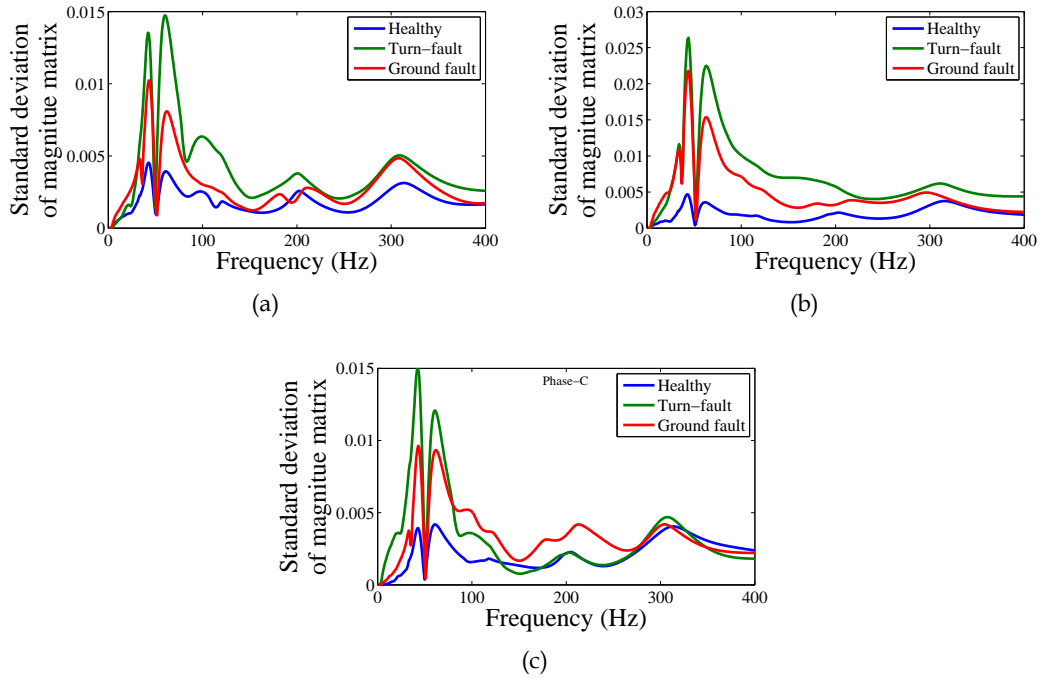 0.015
0.01
0.005
0
Standard deviation
of magnitue matrix
Healthy
Turn−fault
Ground fault
0 100 200 300 400
Frequency (Hz)
(a)
0.03
0.025
0.02
0.015
0.01
0.005
0
Standard deviation
of magnitue matrix
Healthy
Turn−fault
Ground fault
0 100 200 300 400
Frequency (Hz)
(b)
0.015
0.01
0.005
0
Standard deviation
of magnitue matrix
Phase−C
Healthy
Turn−fault
Ground fault
0 100 200 300 400
Frequency (Hz)
(c)